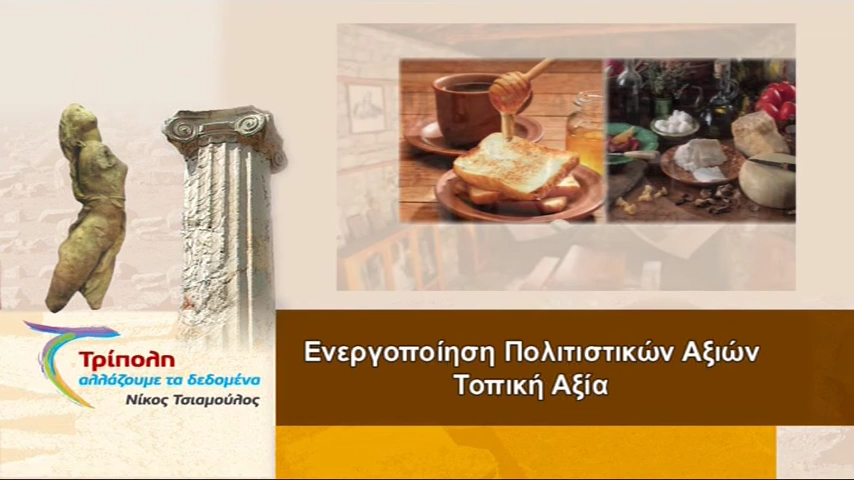 Ενεργοποίηση Πολιτιστικών Αξιών
Τοπική Αξία
Τρίπολη
αλλάζουμε τα δεδομένα
Νίκος Τσιαμούλος